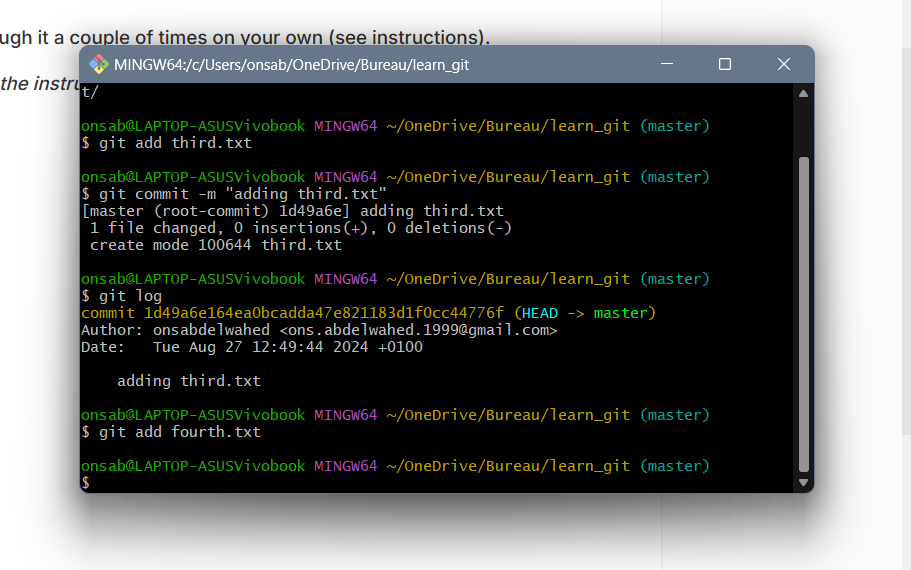 ugh it a couple of times on your own (see instructions).
MINGW64:/c/Users/onsab/OneDrive/Bureau/learn_git
the instru
t/
onsab@LAPTOP-ASUSVivobook MINGW64 ~/OneDrive/Bureau/learn_git (master)
$ git add third.txt
onsab@LAPTOP-ASUSVivobook MINGW64 ~/OneDrive/Bureau/learn_git (master)
$ git commit -m "adding third.txt"
[master (root-commit) 1d49a6e] adding third.txt
1 file changed, 0 insertions(+), 0 deletions(-)
create mode 100644 third.txt
onsab@LAPTOP-ASUSVivobook MINGW64 ~/OneDrive/Bureau/learn_git (master)
$ git log
commit 1d49a6e164ea0bcadda47e821183d1f0cc44776f (HEAD -> master)
Author: onsabdelwahed <ons.abdelwahed.1999@gmail.com>
Date:   Tue Aug 27 12:49:44 2024 +0100
adding third.txt
onsab@LAPTOP-ASUSVivobook MINGW64 ~/OneDrive/Bureau/learn_git (master)
$ git add fourth.txt
onsab@LAPTOP-ASUSVivobook MINGW64 ~/OneDrive/Bureau/learn_git (master)
$